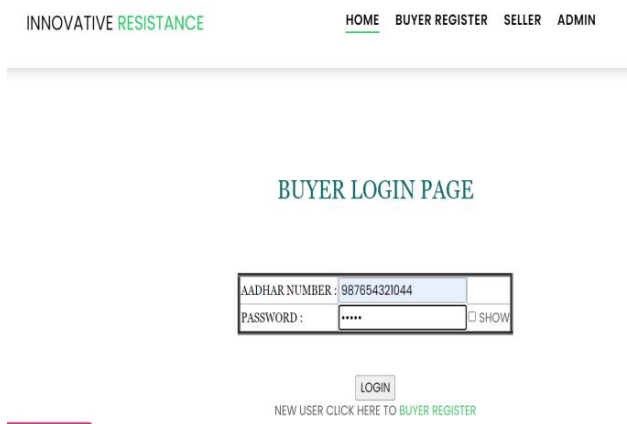 INNOVATIVE RESISTANCE
HOME BUYER REGISTER SELLER ADMIN
BUYER LOGIN PAGE
AADHAR NUMBER : 987654321044
PASSWORD : ••••• SHOW
LOGIN
NEW USER CLICK HERE TO BUYER REGISTER